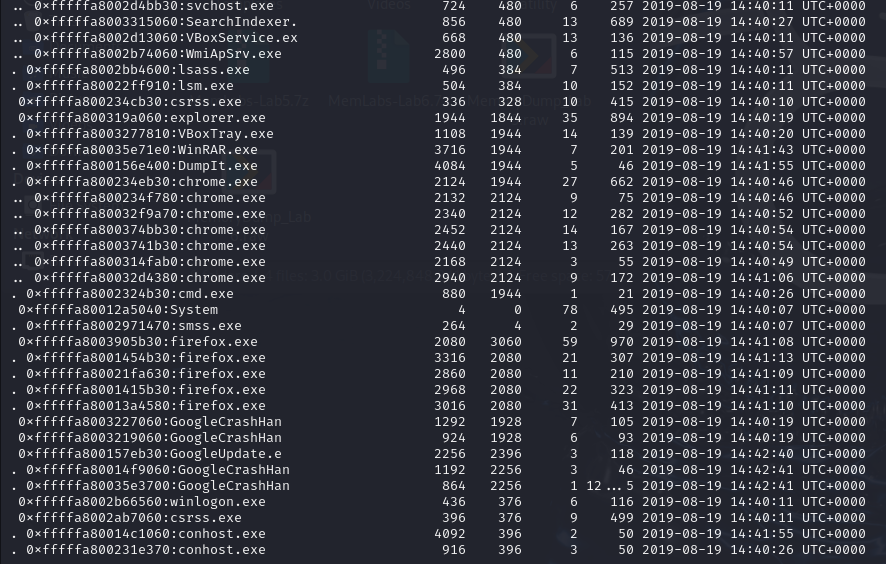 .. 0×fffffa8002d4bb30:svchost.exe 724 480 6 257 2019-08-19 14:40:11 UTC+0000
.. 0×fffffa8003315060:SearchIndexer. 856 480 13 689 2019-08-19 14:40:27 UTC+0000
.. 0×fffffa8002d13060:VBoxService.ex 668 480 13 136 2019-08-19 14:40:11 UTC+0000
.. 0×fffffa8002b74060:WmiApSrv.exe 2800 480 6 115 2019-08-19 14:40:57 UTC+0000
. 0×fffffa8002bb4600:lsass.exe 496 384 7 513 2019-08-19 14:40:11 UTC+0000
. 0×fffffa80022ff910:lsm.exe 504 384 10 152 2019-08-19 14:40:11 UTC+0000
0×fffffa800234cb30:csrss.exe 336 328 10 415 2019-08-19 14:40:10 UTC+0000
0×fffffa800319a060:explorer.exe 1944 1844 35 894 2019-08-19 14:40:19 UTC+0000
. 0×fffffa8003277810:VBoxTray.exe 1108 1944 14 139 2019-08-19 14:40:20 UTC+0000
. 0×fffffa80035e71e0:WinRAR.exe 3716 1944 7 201 2019-08-19 14:41:43 UTC+0000
. 0×fffffa800156e400:DumpIt.exe 4084 1944 5 46 2019-08-19 14:41:55 UTC+0000
. 0×fffffa800234eb30:chrome.exe 2124 1944 27 662 2019-08-19 14:40:46 UTC+0000
.. 0×fffffa800234f780:chrome.exe 2132 2124 9 75 2019-08-19 14:40:46 UTC+0000
.. 0×fffffa80032f9a70:chrome.exe 2340 2124 12 282 2019-08-19 14:40:52 UTC+0000
.. 0×fffffa800374bb30:chrome.exe 2452 2124 14 167 2019-08-19 14:40:54 UTC+0000
.. 0×fffffa8003741b30:chrome.exe 2440 2124 13 263 2019-08-19 14:40:54 UTC+0000
.. 0×fffffa800314fab0:chrome.exe 2168 2124 3 55 2019-08-19 14:40:49 UTC+0000
.. 0×fffffa80032d4380:chrome.exe 2940 2124 9 172 2019-08-19 14:41:06 UTC+0000
. 0×fffffa8002324b30:cmd.exe 880 1944 1 21 2019-08-19 14:40:26 UTC+0000
0×fffffa80012a5040:System 4 0 78 495 2019-08-19 14:40:07 UTC+0000
. 0×fffffa8002971470:smss.exe 264 4 2 29 2019-08-19 14:40:07 UTC+0000
0×fffffa8003905b30:firefox.exe 2080 3060 59 970 2019-08-19 14:41:08 UTC+0000
. 0×fffffa8001454b30:firefox.exe 3316 2080 21 307 2019-08-19 14:41:13 UTC+0000
. 0×fffffa80021fa630:firefox.exe 2860 2080 11 210 2019-08-19 14:41:09 UTC+0000
. 0×fffffa8001415b30:firefox.exe 2968 2080 22 323 2019-08-19 14:41:11 UTC+0000
. 0×fffffa80013a4580:firefox.exe 3016 2080 31 413 2019-08-19 14:41:10 UTC+0000
0×fffffa8003227060:GoogleCrashHan 1292 1928 7 105 2019-08-19 14:40:19 UTC+0000
0×fffffa8003219060:GoogleCrashHan 924 1928 6 93 2019-08-19 14:40:19 UTC+0000
0×fffffa800157eb30:GoogleUpdate.e 2256 2396 3 118 2019-08-19 14:42:40 UTC+0000
. 0×fffffa80014f9060:GoogleCrashHan 1192 2256 3 46 2019-08-19 14:42:41 UTC+0000
. 0×fffffa80035e3700:GoogleCrashHan 864 2256 1 12...5 2019-08-19 14:42:41 UTC+0000
0×fffffa8002b66560:winlogon.exe 436 376 6 116 2019-08-19 14:40:11 UTC+0000
0×fffffa8002ab7060:csrss.exe 396 376 9 499 2019-08-19 14:40:11 UTC+0000
. 0×fffffa80014c1060:conhost.exe 4092 396 2 50 2019-08-19 14:41:55 UTC+0000
. 0×fffffa800231e370:conhost.exe 916 396 3 50 2019-08-19 14:40:26 UTC+0000